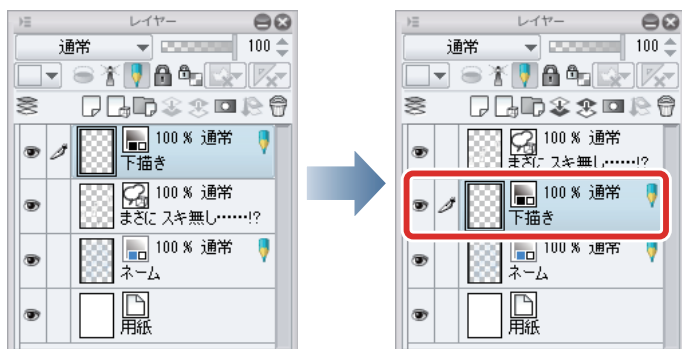 レイヤー
通常 100
100 % 通常
下描き
100 % 通常
まさに スキ無し……!?
100 % 通常
ネーム
用紙
レイヤー
通常 100
100 % 通常
まさに スキ無し……!?
100 % 通常
下描き
100 % 通常
ネーム
用紙